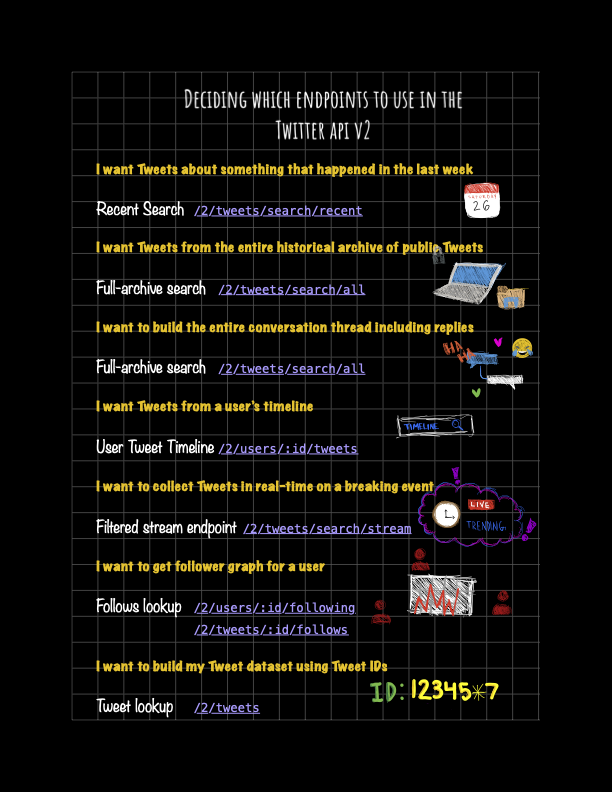 Deciding which endpoints to use in the
Twitter api v2
I want Tweets about something that happened in the last week
SATURDAY
26
Recent Search /2/tweets/search/recent
I want Tweets from the entire historical archive of public Tweets
Full-archive search /2/tweets/search/all
I want to build the entire conversation thread including replies
HA
HA
Full-archive search /2/tweets/search/all
I want Tweets from a user's timeline
TIMELINE
User Tweet Timeline /2/users/:id/tweets
I want to collect Tweets in real-time on a breaking event
LIVE
TRENDING
Filtered stream endpoint /2/tweets/search/stream
I want to get follower graph for a user
Follows lookup /2/users/:id/following
/2/tweets/:id/follows
I want to build my Tweet dataset using Tweet IDs
ID: 12345*7
Tweet lookup /2/tweets